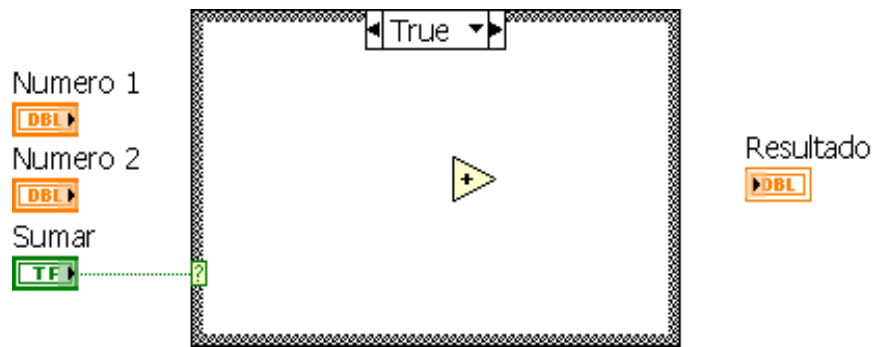 True
Numero 1
DBL
Numero 2
DBL
Sumar
TF
?
+
Resultado
DBL